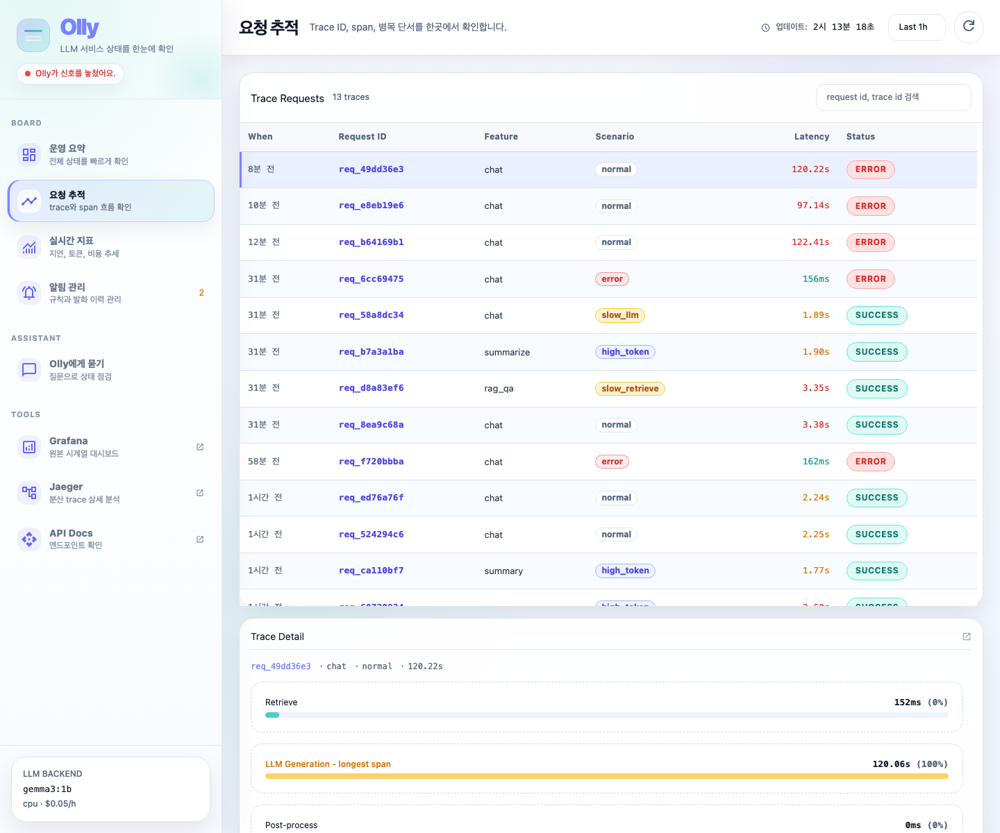 Olly
LLM 서비스 상태를 한눈에 확인
Olly가 신호를 놓쳤어요.
BOARD
운영 요약
전체 상태를 빠르게 확인
요청 추적
trace와 span 흐름 확인
실시간 지표
지연, 토큰, 비용 추세
알림 관리
규칙과 발화 이력 관리
2
ASSISTANT
Olly에게 묻기
질문으로 상태 점검
TOOLS
Grafana
원본 시계열 대시보드
Jaeger
분산 trace 상세 분석
API Docs
엔드포인트 확인
LLM BACKEND
gemma3:1b
cpu · $0.05/h
요청 추적 Trace ID, span, 병목 단서를 한곳에서 확인합니다. 업데이트: 2시 13분 18초 Last 1h
Trace Requests 13 traces request id, trace id 검색
When Request ID Feature Scenario Latency Status
8분 전 req_49dd36e3 chat normal 120.22s ERROR
10분 전 req_e8eb19e6 chat normal 97.14s ERROR
12분 전 req_b64169b1 chat normal 122.41s ERROR
31분 전 req_6cc69475 chat error 156ms ERROR
31분 전 req_58a8dc34 chat slow_llm 1.89s SUCCESS
31분 전 req_b7a3a1ba summarize high_token 1.90s SUCCESS
31분 전 req_d8a83ef6 rag_qa slow_retrieve 3.35s SUCCESS
31분 전 req_8ea9c68a chat normal 3.38s SUCCESS
58분 전 req_f720bbba chat error 162ms ERROR
1시간 전 req_ed76a76f chat normal 2.24s SUCCESS
1시간 전 req_524294c6 chat normal 2.25s SUCCESS
1시간 전 req_ca110bf7 summary high_token 1.77s SUCCESS
1시간 전 high_token SUCCESS
Trace Detail
req_49dd36e3 · chat · normal · 120.22s
Retrieve 152ms (0%)
LLM Generation - longest span 120.06s (100%)
Post-process 0ms (0%)